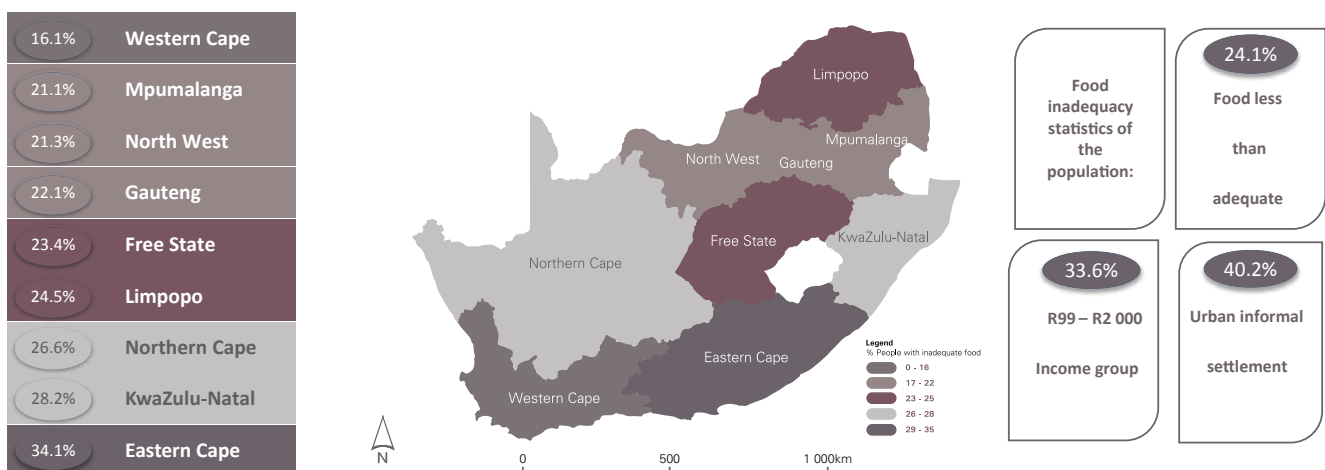 16.1% Western Cape
21.1% Mpumalanga
21.3% North West
22.1% Gauteng
23.4% Free State
24.5% Limpopo
26.6% Northern Cape
28.2% KwaZulu-Natal
34.1% Eastern Cape
Limpopo
Mpumalanga
North West
Gauteng
Free State
KwaZulu-Natal
Northern Cape
Eastern Cape
Western Cape
Legend
% People with inadequate food
0 - 16
17 - 22
23 - 25
26 - 28
29 - 35
N
0 500 1 000km
Food
inadequacy
statistics of
the
population:
24.1%
Food less
than
adequate
33.6%
R99 – R2 000
Income group
40.2%
Urban informal
settlement